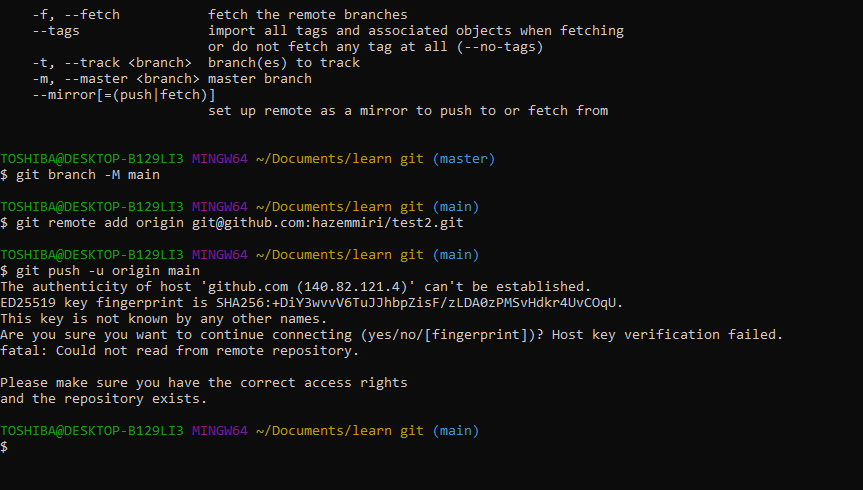 -f, --fetch           fetch the remote branches
--tags                import all tags and associated objects when fetching
or do not fetch any tag at all (--no-tags)
-t, --track <branch>  branch(es) to track
-m, --master <branch> master branch
--mirror[=(push|fetch)]
set up remote as a mirror to push to or fetch from
TOSHIBA@DESKTOP-B129LI3 MINGW64 ~/Documents/learn git (master)
$ git branch -M main
TOSHIBA@DESKTOP-B129LI3 MINGW64 ~/Documents/learn git (main)
$ git remote add origin git@github.com:hazemmiri/test2.git
TOSHIBA@DESKTOP-B129LI3 MINGW64 ~/Documents/learn git (main)
$ git push -u origin main
The authenticity of host 'github.com (140.82.121.4)' can't be established.
ED25519 key fingerprint is SHA256:+DiY3wvvV6TuJJhbpZisF/zLDA0zPMSvHdkr4UvCOqU.
This key is not known by any other names.
Are you sure you want to continue connecting (yes/no/[fingerprint])? Host key verification failed.
fatal: Could not read from remote repository.
Please make sure you have the correct access rights
and the repository exists.
TOSHIBA@DESKTOP-B129LI3 MINGW64 ~/Documents/learn git (main)
$